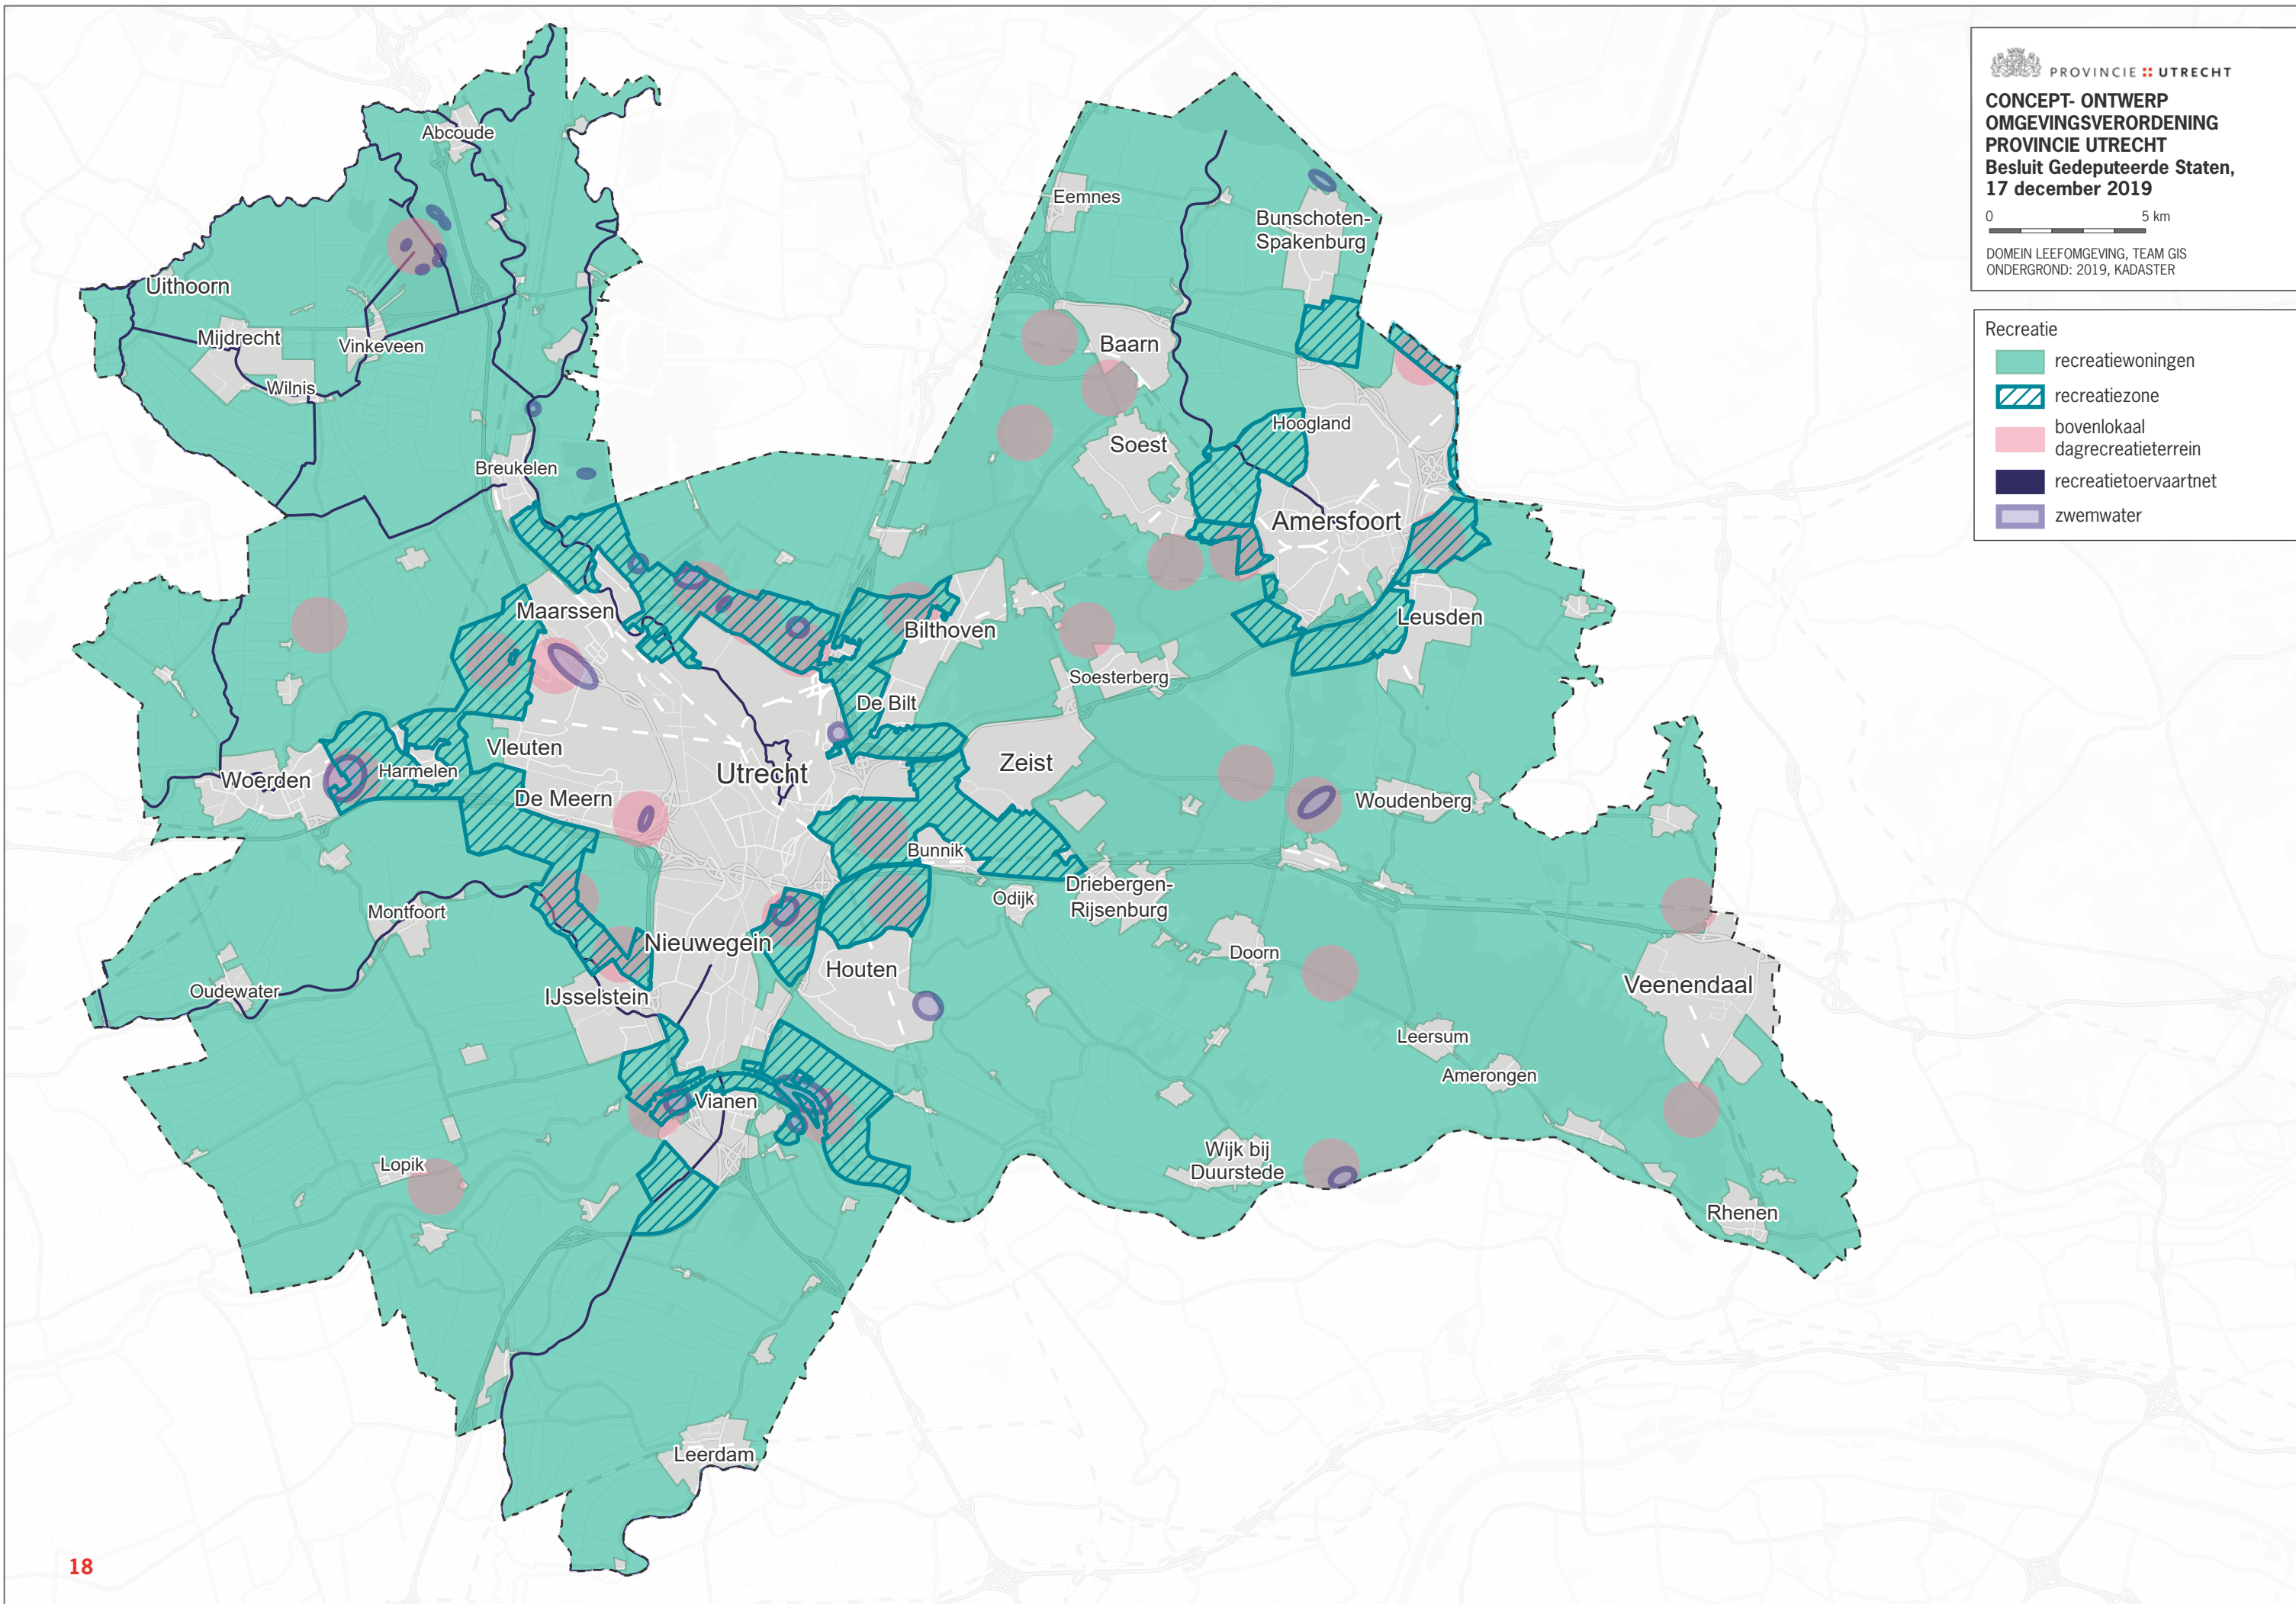 PROVINCIE UTRECHT
CONCEPT- ONTWERP
OMGEVINGSVERORDENING
PROVINCIE UTRECHT
Besluit Gedeputeerde Staten,
17 december 2019
0 5 km
DOMEIN LEEFOMGEVING, TEAM GIS
ONDERGROND: 2019, KADASTER
Recreatie
recreatiewoningen
recreatiezone
bovenlokaal
dagrecreatieterrein
recreatietoervaartnet
zwemwater
Abcoude
Eemnes
Bunschoten-
Spakenburg
Uithoorn
Mijdrecht
Vinkeveen
Baarn
Wilnis
Hoogland
Soest
Breukelen
Amersfoort
Maarssen
Bilthoven
Leusden
Soesterberg
De Bilt
Vleuten
Zeist
Harmelen
Utrecht
Woerden
De Meern
Woudenberg
Bunnik
Driebergen-
Rijsenburg
Odijk
Montfoort
Nieuwegein
Doorn
Houten
Veenendaal
Oudewater
IJsselstein
Leersum
Amerongen
Vianen
Wijk bij
Duurstede
Lopik
Rhenen
Leerdam
18